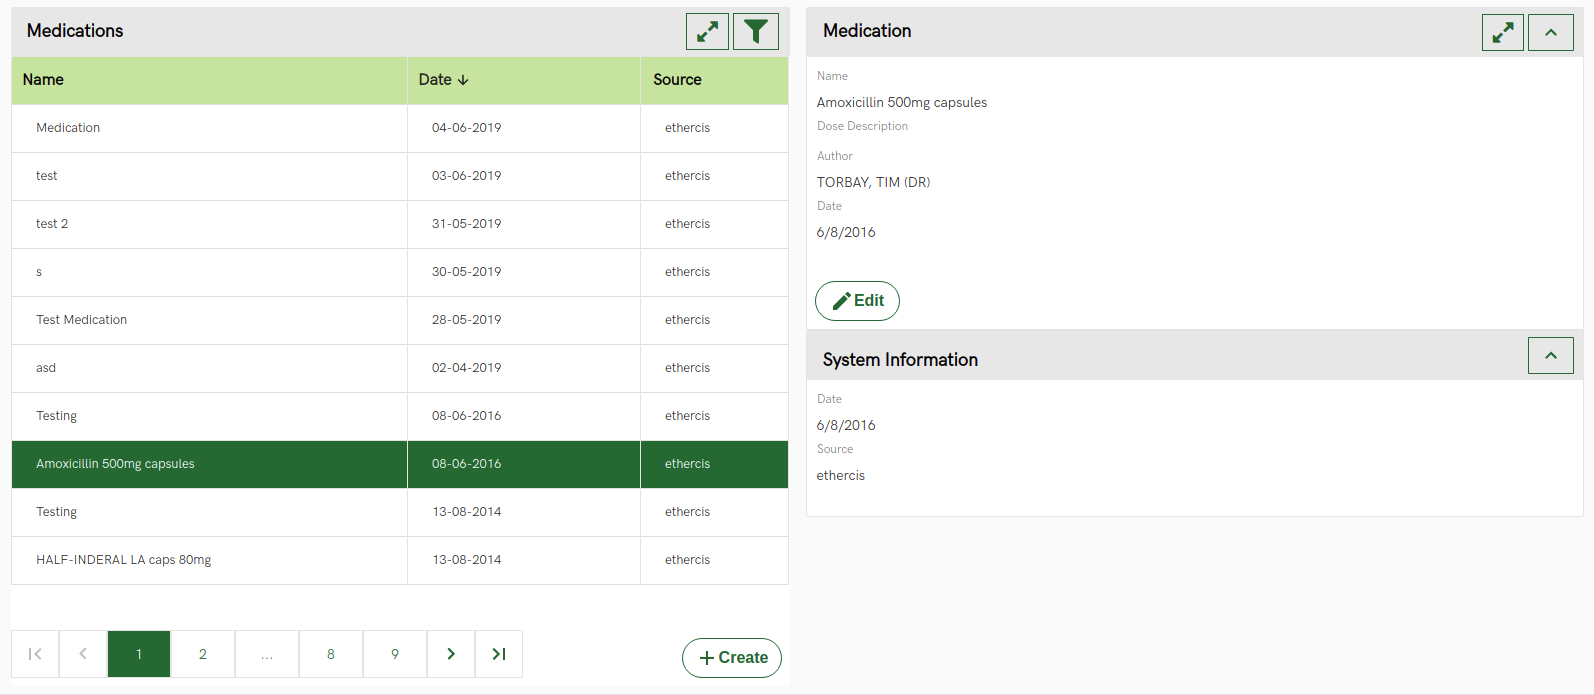 Medications
Name Date ↓ Source
Medication 04-06-2019 ethercis
test 03-06-2019 ethercis
test 2 31-05-2019 ethercis
s 30-05-2019 ethercis
Test Medication 28-05-2019 ethercis
asd 02-04-2019 ethercis
Testing 08-06-2016 ethercis
Amoxicillin 500mg capsules 08-06-2016 ethercis
Testing 13-08-2014 ethercis
HALF-INDERAL LA caps 80mg 13-08-2014 ethercis
1 2 ... 8 9
+ Create
Medication
Name
Amoxicillin 500mg capsules
Dose Description
Author
TORBAY, TIM (DR)
Date
6/8/2016
Edit
System Information
Date
6/8/2016
Source
ethercis